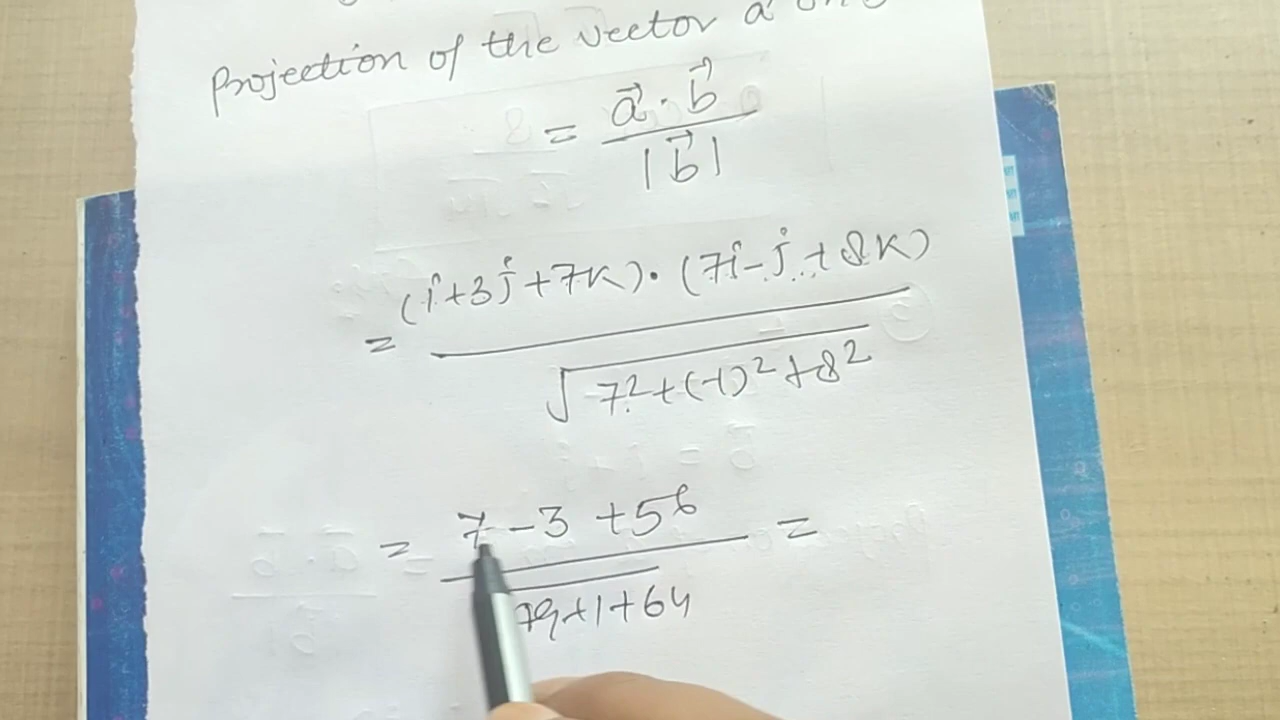 Projection of the vector a on
= a⃗ · b⃗
|b⃗|
= (i+3j+7k) · (7i-j+8k)
√7²+(-1)²+8²
= 7-3+56 =
49+1+64